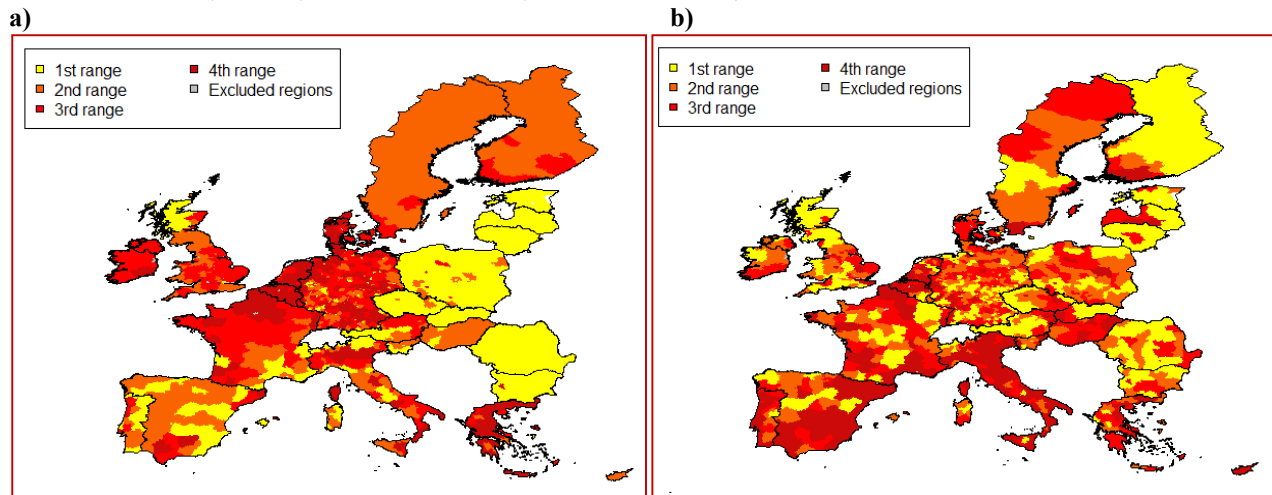 a)
b)
1st range
4th range
2nd range
Excluded regions
3rd range
1st range
4th range
2nd range
Excluded regions
3rd range